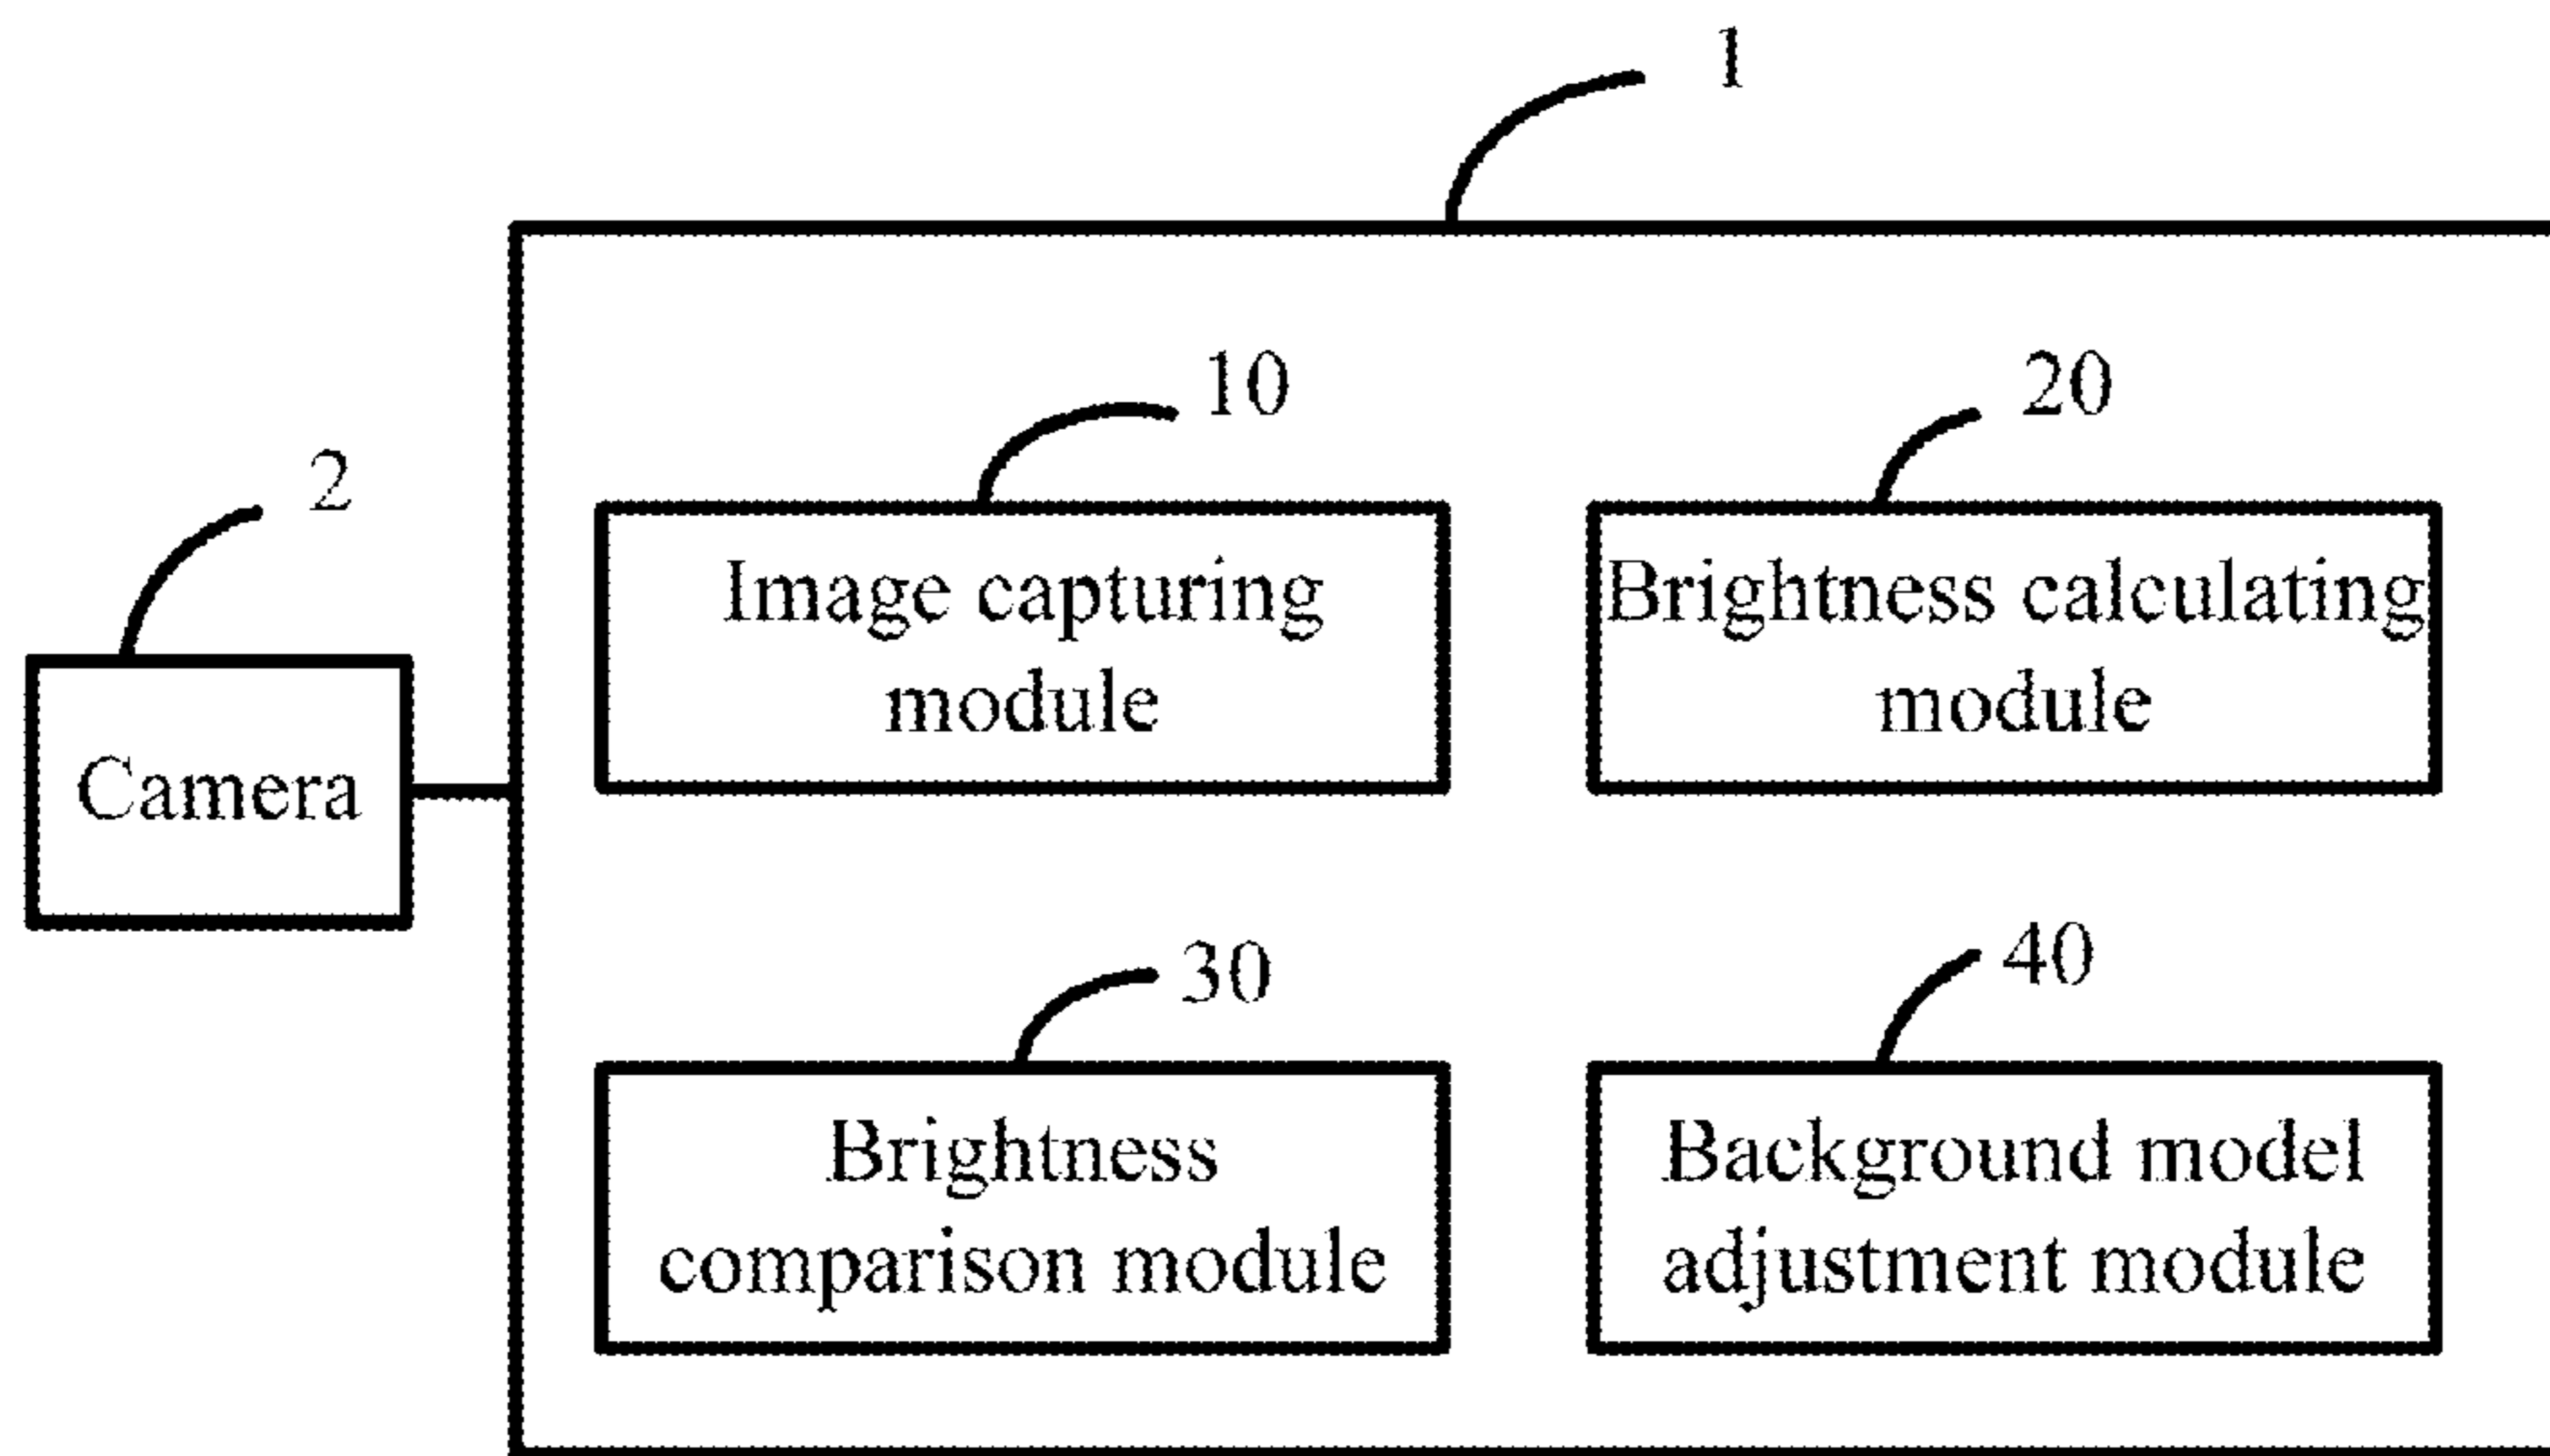 1
10
20
2
Image capturing
module
Brightness calculating
module
Camera
30
40
Brightness
comparison module
Background model
adjustment module